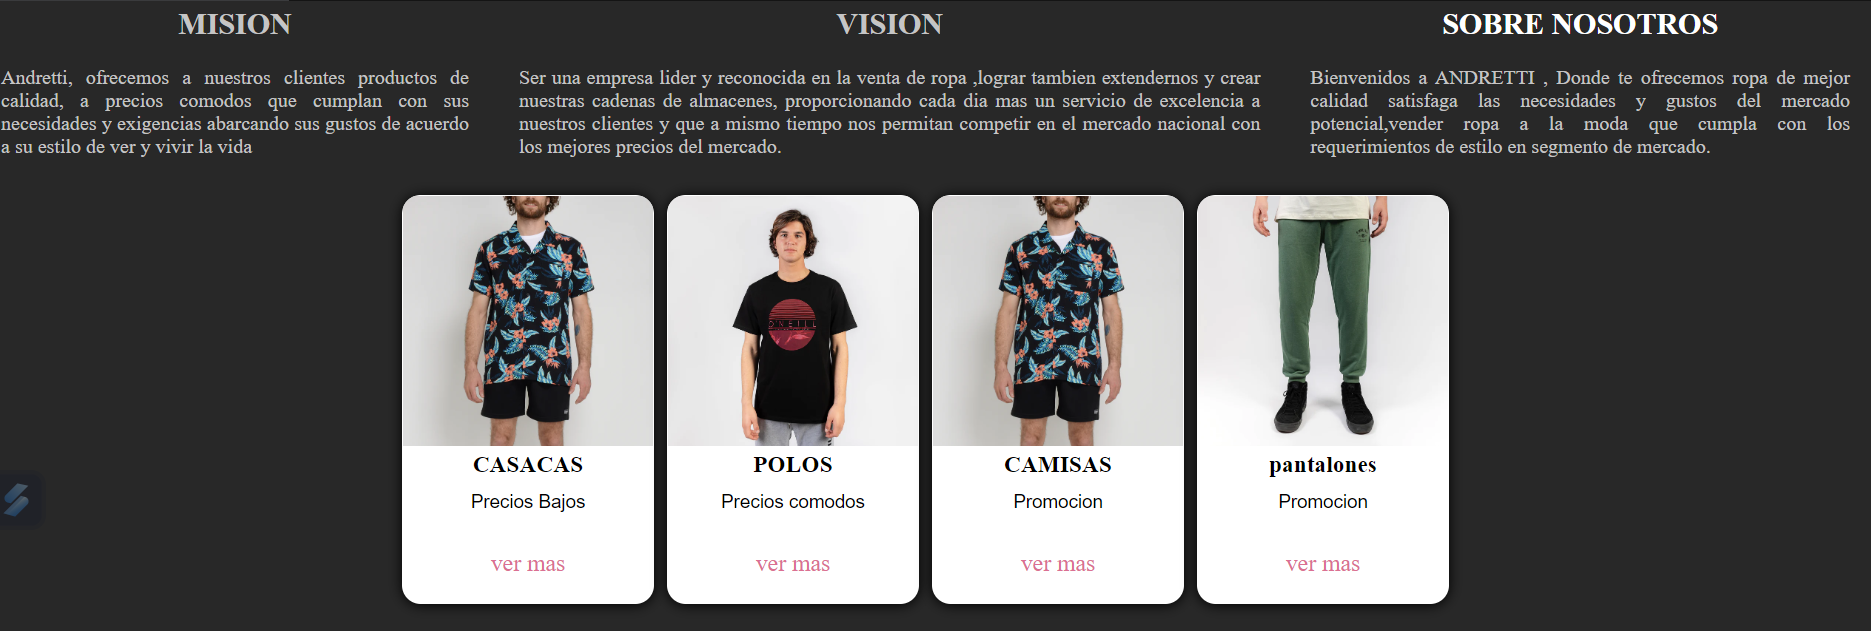 MISION
Andretti, ofrecemos a nuestros clientes productos de
calidad, a precios comodos que cumplan con sus
necesidades y exigencias abarcando sus gustos de acuerdo
a su estilo de ver y vivir la vida
VISION
Ser una empresa lider y reconocida en la venta de ropa ,lograr tambien extendernos y crear
nuestras cadenas de almacenes, proporcionando cada dia mas un servicio de excelencia a
nuestros clientes y que a mismo tiempo nos permitan competir en el mercado nacional con
los mejores precios del mercado.
SOBRE NOSOTROS
Bienvenidos a ANDRETTI , Donde te ofrecemos ropa de mejor
calidad satisfaga las necesidades y gustos del mercado
potencial,vender ropa a la moda que cumpla con los
requerimientos de estilo en segmento de mercado.
CASACAS
Precios Bajos
ver mas
O'NEILL
POLOS
Precios comodos
ver mas
CAMISAS
Promocion
ver mas
pantalones
Promocion
ver mas